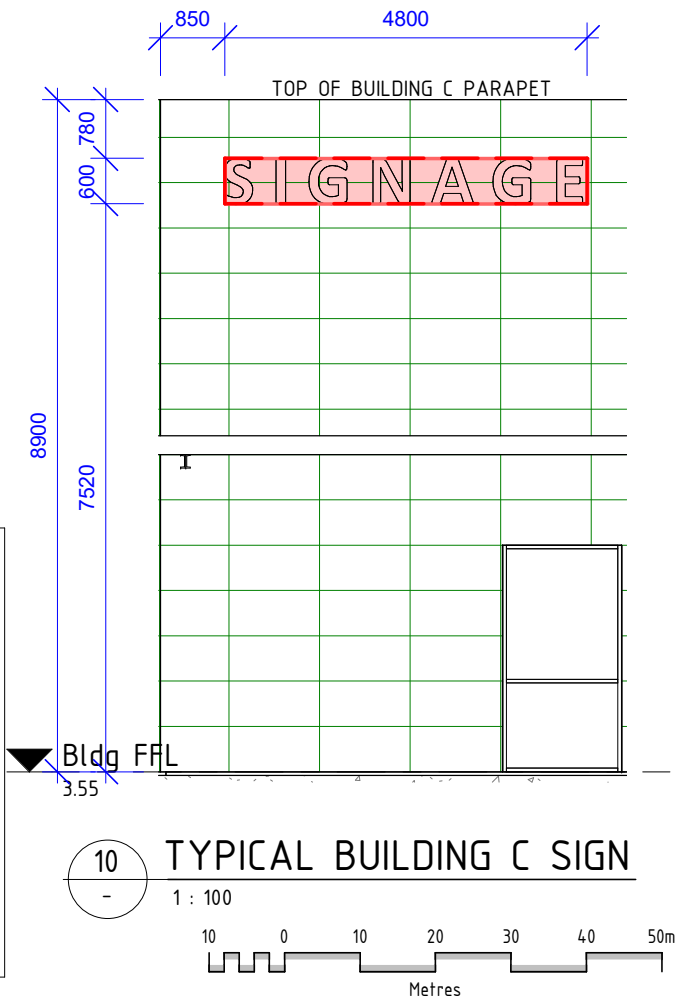 850 4800
TOP OF BUILDING C PARAPET
780
SIGNAGE
600
8900
7520
Bldg FFL
3.55
10 TYPICAL BUILDING C SIGN
- 1 : 100
10 0 10 20 30 40 50m
Metres